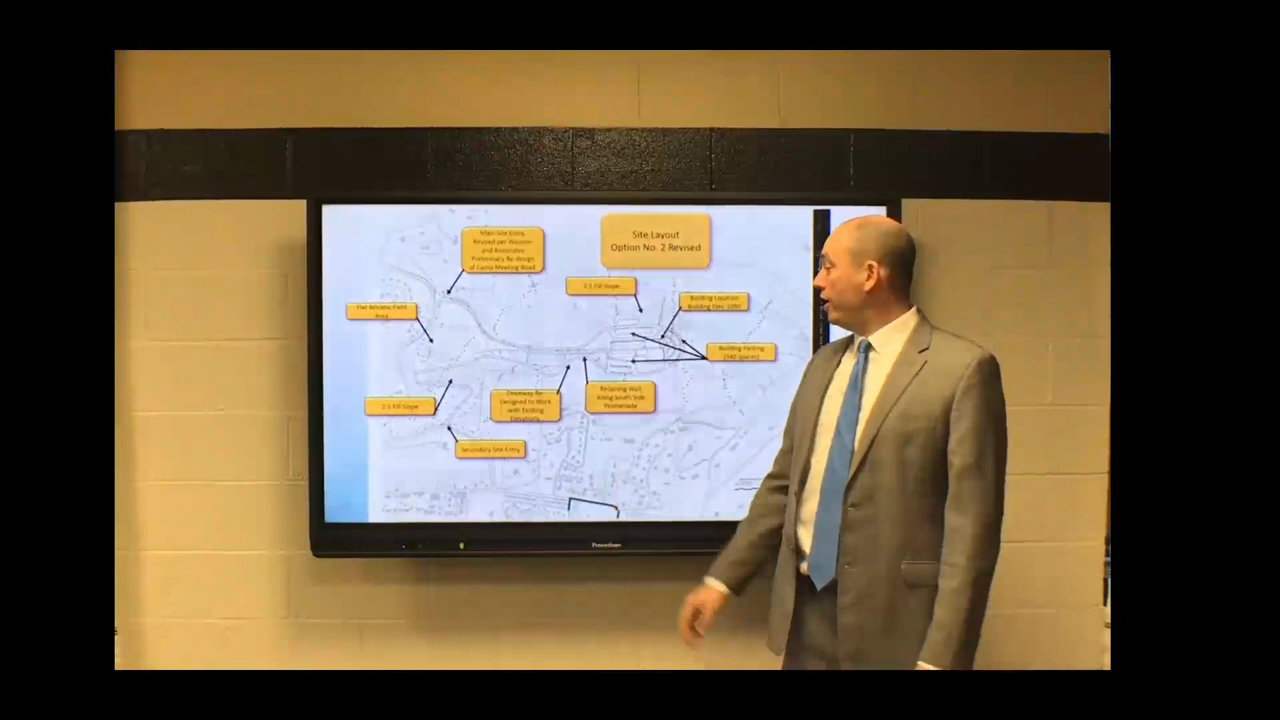 Site Layout
Option No. 2 Revised
Main Site Entry
Revised per Wooster
and Associates
Preliminary Re-design
of Camp Meeting Road
2:1 Fill Slope
Building Location
Building Elev. 1090
Flat Athletic Field
Area
Building Parking
2:1 Fill Slope
Driveway Re-
Designed to Work
with Existing
Elevations
Retaining Wall
Along South Side
Promenade
Secondary Site Entry
Promethean